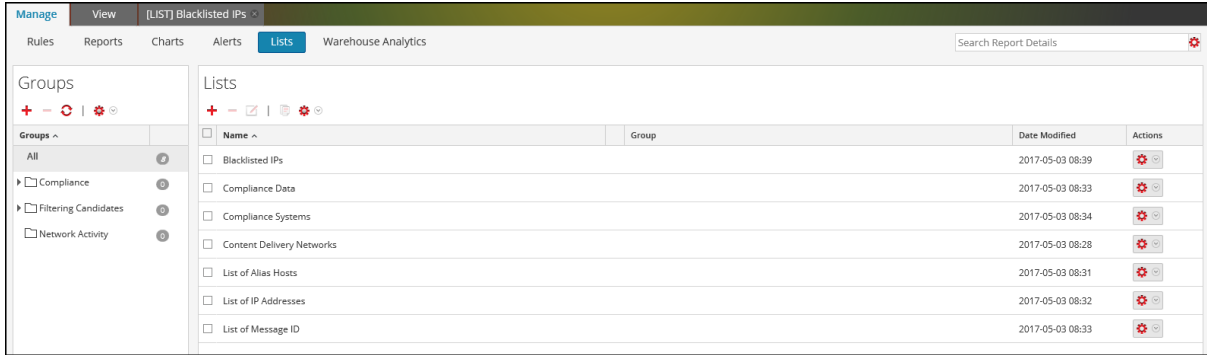 Manage View [LIST] Blacklisted IPs ×
Rules Reports Charts Alerts Lists Warehouse Analytics Search Report Details
Groups
Groups
All
Compliance 0
Filtering Candidates 0
Network Activity 0
Lists
Name Group Date Modified Actions
Blacklisted IPs 2017-05-03 08:39
Compliance Data 2017-05-03 08:33
Compliance Systems 2017-05-03 08:34
Content Delivery Networks 2017-05-03 08:28
List of Alias Hosts 2017-05-03 08:31
List of IP Addresses 2017-05-03 08:32
List of Message ID 2017-05-03 08:33